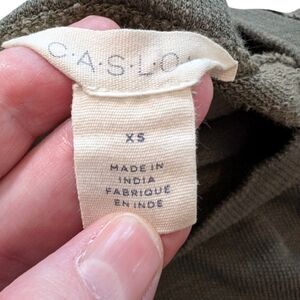 C·A·S·L·O·
XS
MADE IN
INDIA
FABRIQUÉ
EN INDE